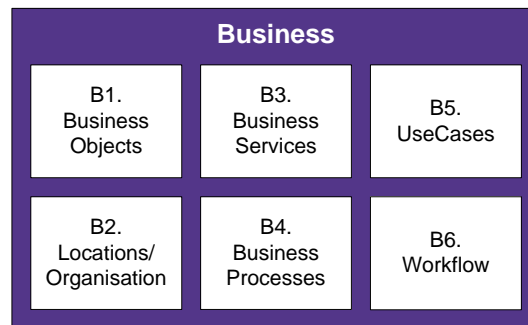 Business
B1.
Business
Objects
B3.
Business
Services
B5.
UseCases
B2.
Locations/
Organisation
B4.
Business
Processes
B6.
Workflow